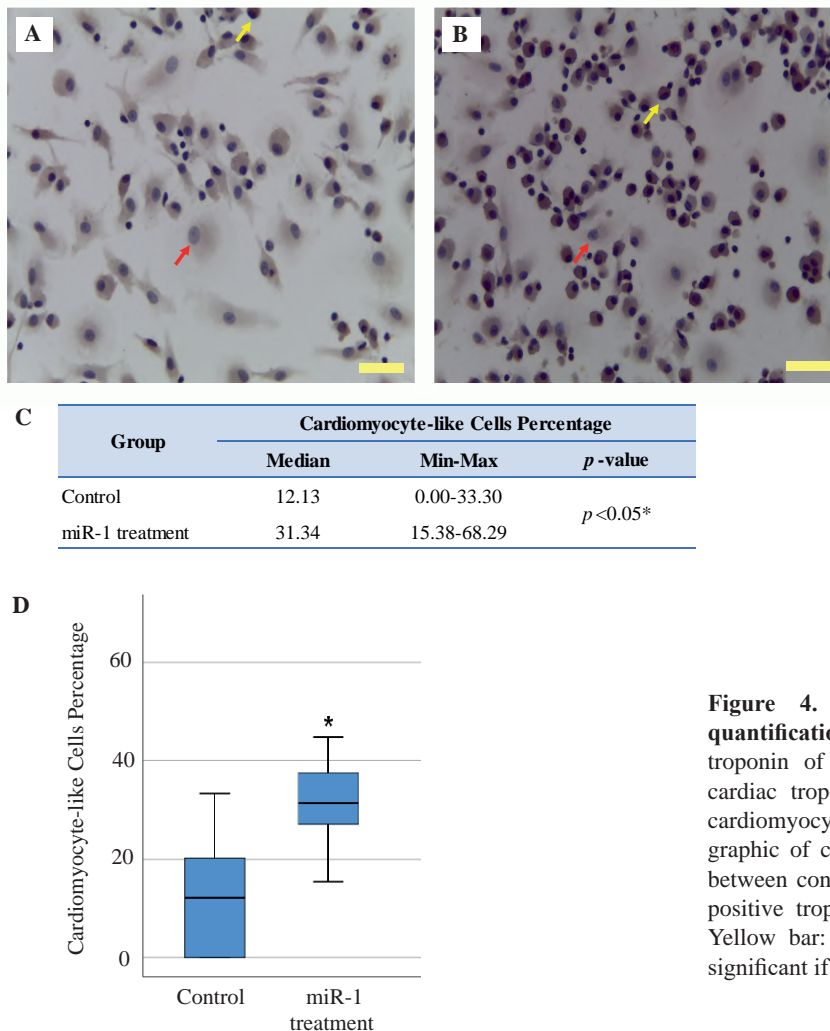 A
B
C
Group
Cardiomyocyte-like Cells Percentage
Median Min-Max p-value
Control 12.13 0.00-33.30
p<0.05*
miR-1 treatment 31.34 15.38-68.29
D
Cardiomyocyte-like Cells Percentage
60
40
20
0
*
Control
miR-1
treatment
Figure 4.
quantificatio
troponin of
cardiac trop
cardiomyocy
graphic of c
between con
positive trop
Yellow bar:
significant if